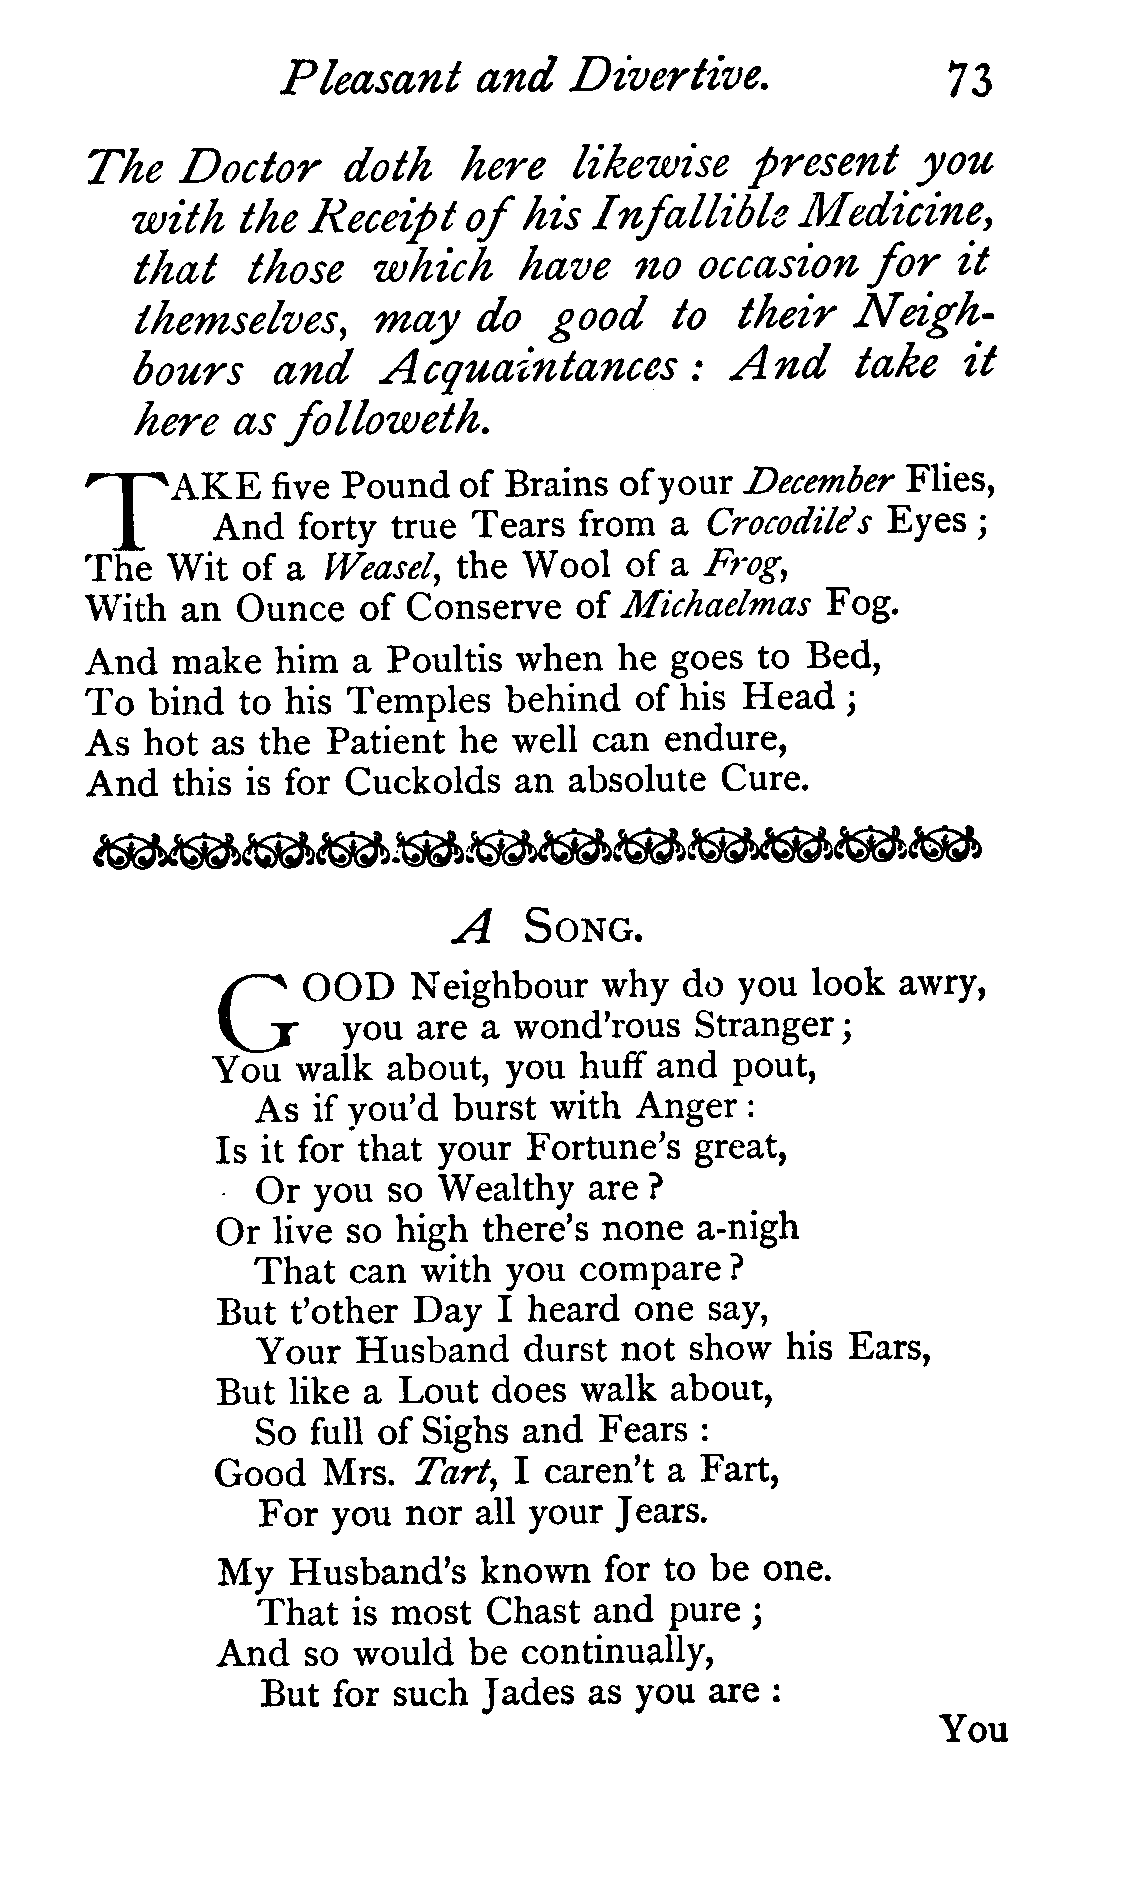 Pleasant and Divertive. 73
The Doctor doth here likewise present you
with the Receipt of his Infallible Medicine,
that those which have no occasion for it
themselves, may do good to their Neigh-
bours and Acquaintances : And take it
here as followeth.
TAKE five Pound of Brains of your December Flies,
And forty true Tears from a Crocodile's Eyes ;
The Wit of a Weasel, the Wool of a Frog,
With an Ounce of Conserve of Michaelmas Fog.
And make him a Poultis when he goes to Bed,
To bind to his Temples behind of his Head ;
As hot as the Patient he well can endure,
And this is for Cuckolds an absolute Cure.
A SONG.
GOOD Neighbour why do you look awry,
you are a wond'rous Stranger ;
You walk about, you huff and pout,
As if you'd burst with Anger :
Is it for that your Fortune's great,
Or you so Wealthy are ?
Or live so high there's none a-nigh
That can with you compare ?
But t'other Day I heard one say,
Your Husband durst not show his Ears,
But like a Lout does walk about,
So full of Sighs and Fears :
Good Mrs. Tart, I caren't a Fart,
For you nor all your Jears.
My Husband's known for to be one.
That is most Chast and pure ;
And so would be continually,
But for such Jades as you are :
You